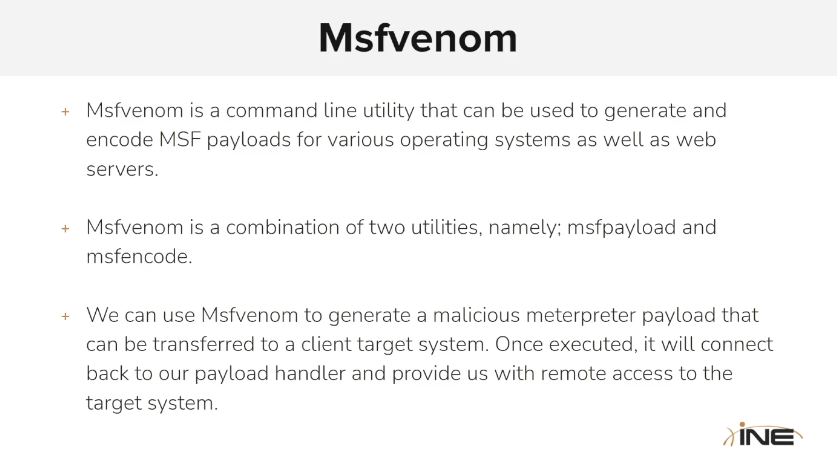 Msfvenom
+ Msfvenom is a command line utility that can be used to generate and
encode MSF payloads for various operating systems as well as web
servers.
+ Msfvenom is a combination of two utilities, namely; msfpayload and
msfencode.
+ We can use Msfvenom to generate a malicious meterpreter payload that
can be transferred to a client target system. Once executed, it will connect
back to our payload handler and provide us with remote access to the
target system.
INE